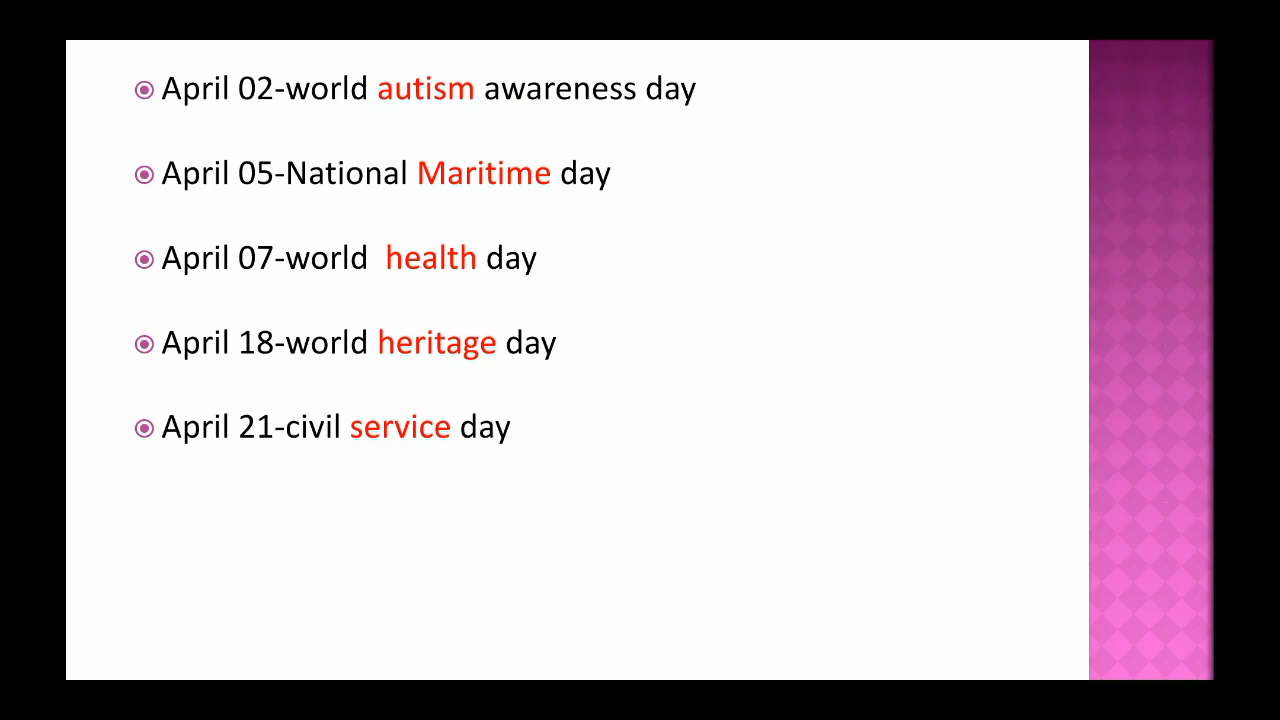 April 02-world autism awareness day
April 05-National Maritime day
April 07-world  health day
April 18-world heritage day
April 21-civil service day